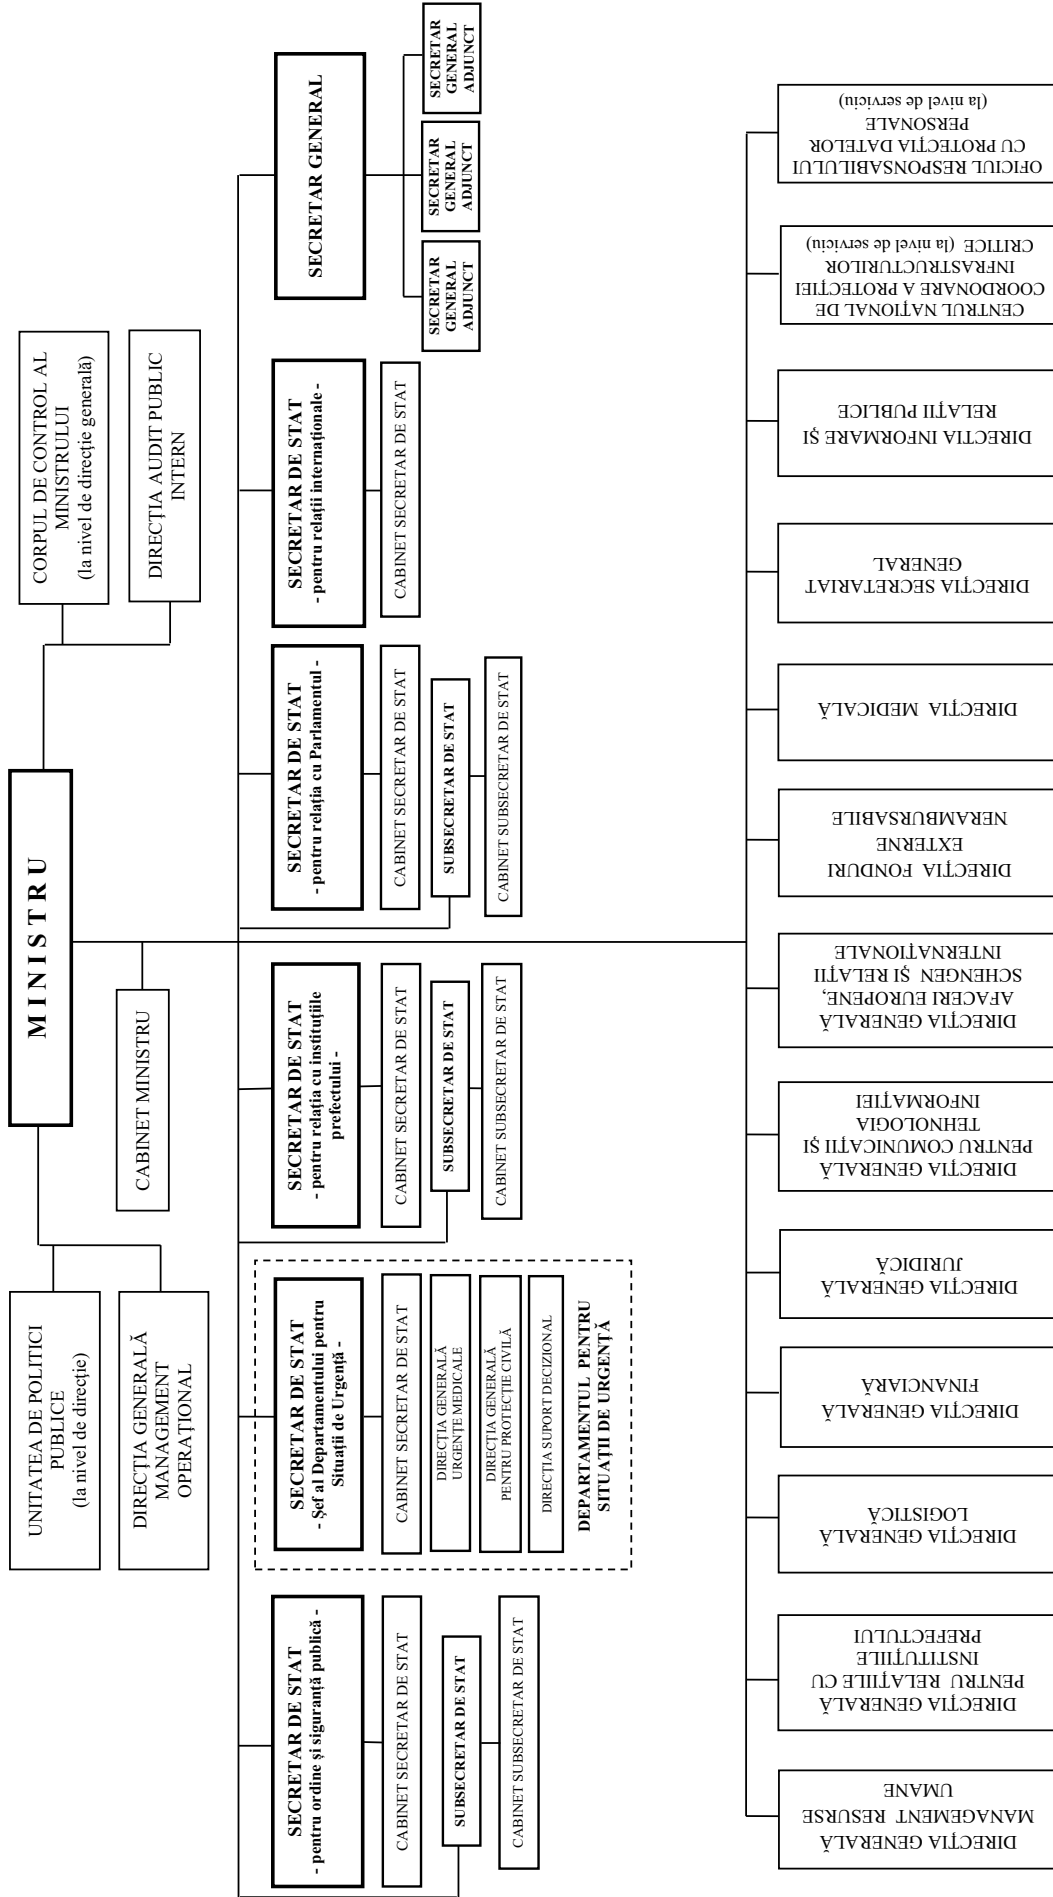 MINISTRU
UNITATEA DE POLITICI
PUBLICE
(la nivel de direcție)
DIRECȚIA GENERALĂ
MANAGEMENT
OPERAȚIONAL
CABINET MINISTRU
CORPUL DE CONTROL AL
MINISTRULUI
(la nivel de direcție generală)
DIRECȚIA AUDIT PUBLIC
INTERN
SECRETAR DE STAT
- pentru ordine și siguranță publică -
CABINET SECRETAR DE STAT
SUBSECRETAR DE STAT
CABINET SUBSECRETAR DE STAT
SECRETAR DE STAT
- Șef al Departamentului pentru
Situații de Urgență -
CABINET SECRETAR DE STAT
DIRECȚIA GENERALĂ
URGENȚE MEDICALE
DIRECȚIA GENERALĂ
PENTRU PROTECȚIE CIVILĂ
DIRECȚIA SUPORT DECIZIONAL
DEPARTAMENTUL PENTRU
SITUAȚII DE URGENȚĂ
SECRETAR DE STAT
- pentru relația cu instituțiile
prefectului -
CABINET SECRETAR DE STAT
SUBSECRETAR DE STAT
CABINET SUBSECRETAR DE STAT
SECRETAR DE STAT
- pentru relația cu Parlamentul -
CABINET SECRETAR DE STAT
SUBSECRETAR DE STAT
CABINET SUBSECRETAR DE STAT
SECRETAR DE STAT
- pentru relații internaționale -
CABINET SECRETAR DE STAT
SECRETAR GENERAL
SECRETAR
GENERAL
ADJUNCT
SECRETAR
GENERAL
ADJUNCT
SECRETAR
GENERAL
ADJUNCT
DIRECȚIA GENERALĂ
MANAGEMENT RESURSE
UMANE
DIRECȚIA GENERALĂ
PENTRU RELAȚIILE CU
INSTITUȚIILE
PREFECTULUI
DIRECȚIA GENERALĂ
LOGISTICĂ
DIRECȚIA GENERALĂ
FINANCIARĂ
DIRECȚIA GENERALĂ
JURIDICĂ
DIRECȚIA GENERALĂ
PENTRU COMUNICAȚII ȘI
TEHNOLOGIA
INFORMAȚIEI
DIRECȚIA GENERALĂ
AFACERI EUROPENE,
SCHENGEN ȘI RELAȚII
INTERNAȚIONALE
DIRECȚIA FONDURI
EXTERNE
NERAMBURSABILE
DIRECȚIA MEDICALĂ
DIRECȚIA SECRETARIAT
GENERAL
DIRECȚIA INFORMARE ȘI
RELAȚII PUBLICE
CENTRUL NAȚIONAL DE
COORDONARE A PROTECȚIEI
INFRASTRUCTURILOR
CRITICE (la nivel de serviciu)
OFICIUL RESPONSABILULUI
CU PROTECȚIA DATELOR
PERSONALE
(la nivel de serviciu)